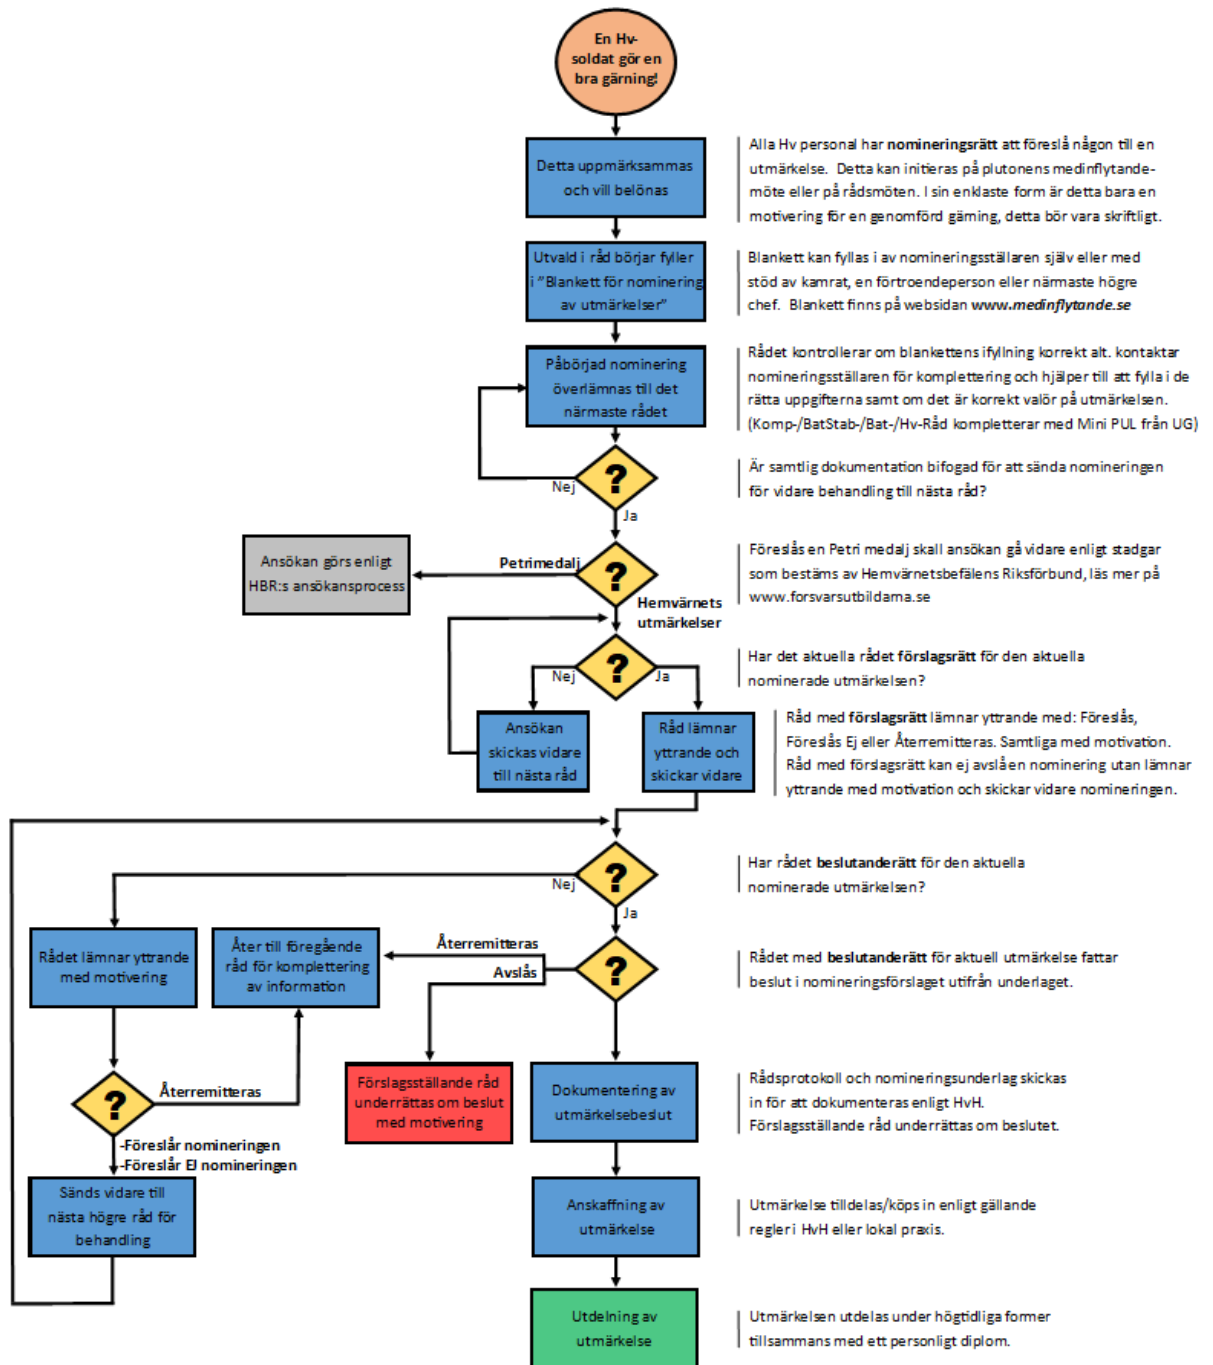 En Hv-
soldat gör en
bra gärning!
Detta uppmärksammas
och vill belönas
Alla Hv personal har nomineringsrätt att föreslå någon till en
utmärkelse. Detta kan initieras på plutonens medinflytande-
möte eller på rådsmöten. I sin enklaste form är detta bara en
motivering för en genomförd gärning, detta bör vara skriftligt.
Utvald i råd börjar fyller
i ”Blankett för nominering
av utmärkelser”
Blankett kan fyllas i av nomineringsställaren själv eller med
stöd av kamrat, en förtroendeperson eller närmaste högre
chef. Blankett finns på websidan www.medinflytande.se
Påbörjad nominering
överlämnas till det
närmaste rådet
Rådet kontrollerar om blankettens ifyllning korrekt alt. kontaktar
nomineringsställaren för komplettering och hjälper till att fylla i de
rätta uppgifterna samt om det är korrekt valör på utmärkelsen.
(Komp-/BatStab-/Bat-/Hv-Råd kompletterar med Mini PUL från UG)
?
Nej
Ja
Är samtlig dokumentation bifogad för att sända nomineringen
för vidare behandling till nästa råd?
Ansökan görs enligt
HBR:s ansökansprocess
Petrimedalj
?
Hemvärnets
utmärkelser
Föreslås en Petri medalj skall ansökan gå vidare enligt stadgar
som bestäms av Hemvärnetsbefälens Riksförbund, läs mer på
www.forsvarsutbildarna.se
?
Nej
Ja
Har det aktuella rådet förslagsrätt för den aktuella
nominerade utmärkelsen?
Ansökan
skickas vidare
till nästa råd
Råd lämnar
yttrande och
skickar vidare
Råd med förslagsrätt lämnar yttrande med: Föreslås,
Föreslås Ej eller Återremitteras. Samtliga med motivation.
Råd med förslagsrätt kan ej avslå en nominering utan lämnar
yttrande med motivation och skickar vidare nomineringen.
?
Nej
Ja
Har rådet beslutanderätt för den aktuella
nominerade utmärkelsen?
Rådet lämnar yttrande
med motivering
Åter till föregående
råd för komplettering
av information
Återremitteras
Avslås
?
Rådet med beslutanderätt för aktuell utmärkelse fattar
beslut i nomineringsförslaget utifrån underlaget.
?
Återremitteras
-Föreslår nomineringen
-Föreslår EJ nomineringen
Förslagsställande råd
underrättas om beslut
med motivering
Dokumentering av
utmärkelsebeslut
Rådsprotokoll och nomineringsunderlag skickas
in för att dokumenteras enligt HvH.
Förslagsställande råd underrättas om beslutet.
Sänds vidare till
nästa högre råd för
behandling
Anskaffning av
utmärkelse
Utmärkelse tilldelas/köps in enligt gällande
regler i HvH eller lokal praxis.
Utdelning av
utmärkelse
Utmärkelsen utdelas under högtidliga former
tillsammans med ett personligt diplom.